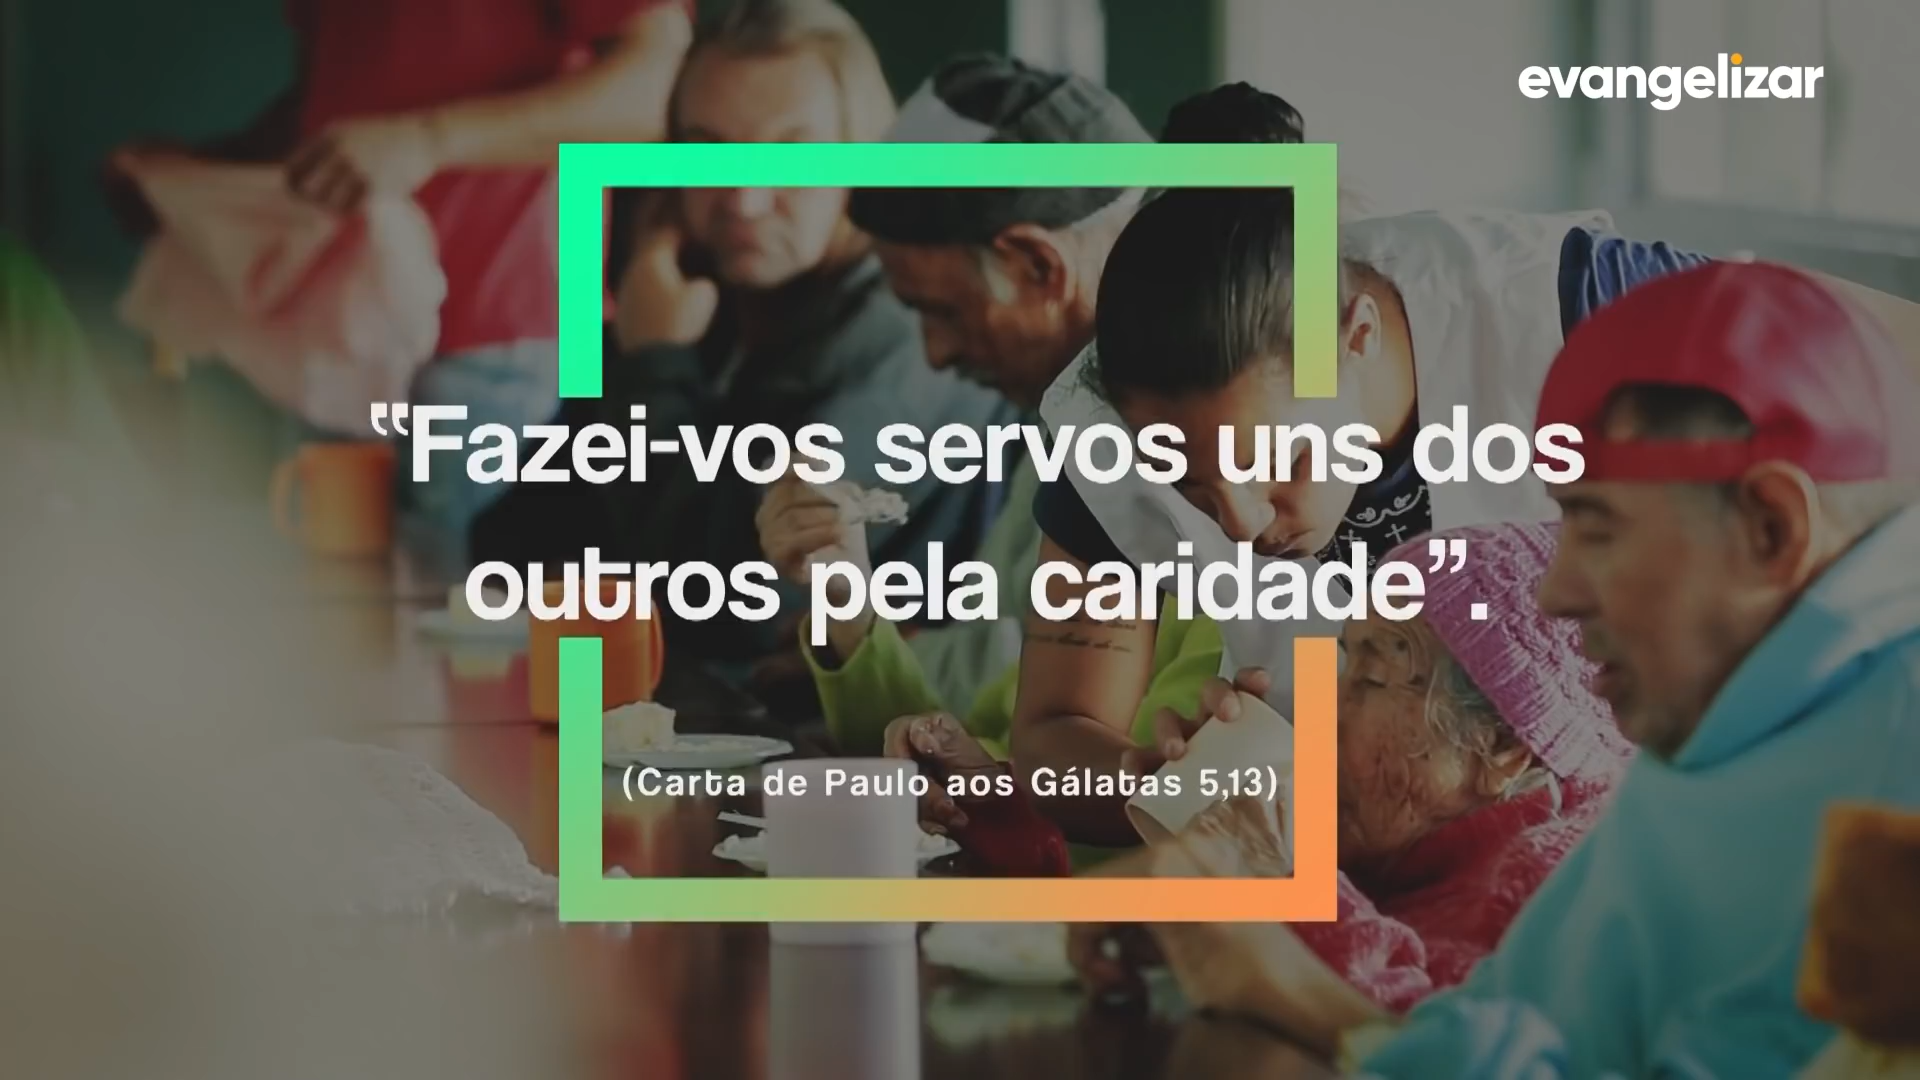 evangelizar
“Fazei-vos servos uns dos
outros pela caridade”.
(Carta de Paulo aos Gálatas 5,13)